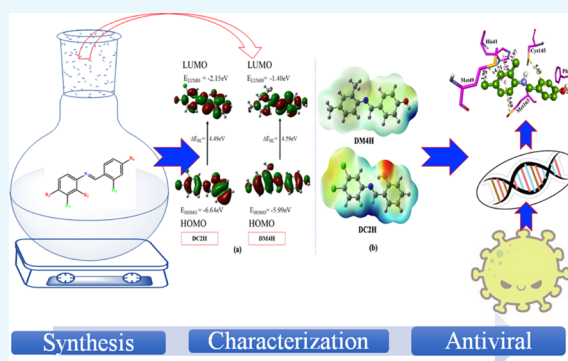 LUMO LUMO
E_LUMO= -2.15eV E_LUMO= -1.40eV
ΔE_HL= 4.49eV ΔE_HL= 4.59eV
E_HOMO= -6.64eV E_HOMO= -5.99eV
HOMO HOMO
DC2H DM4H
(a)
DM4H
DC2H
(b)
His41
Cys145
Met49
Met165
Synthesis Characterization Antiviral